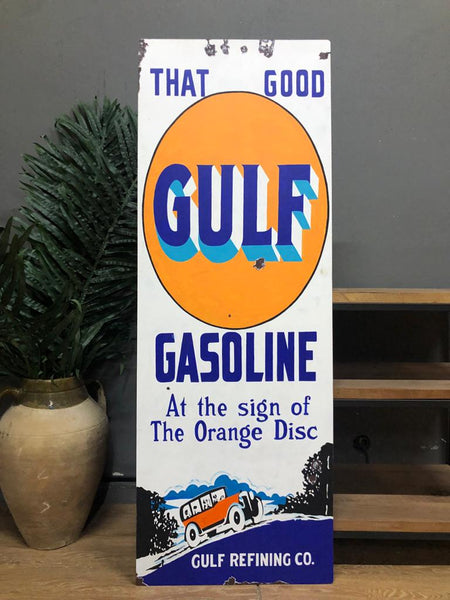 THAT GOOD
GULF
GASOLINE
At the sign of
The Orange Disc
GULF REFINING CO.